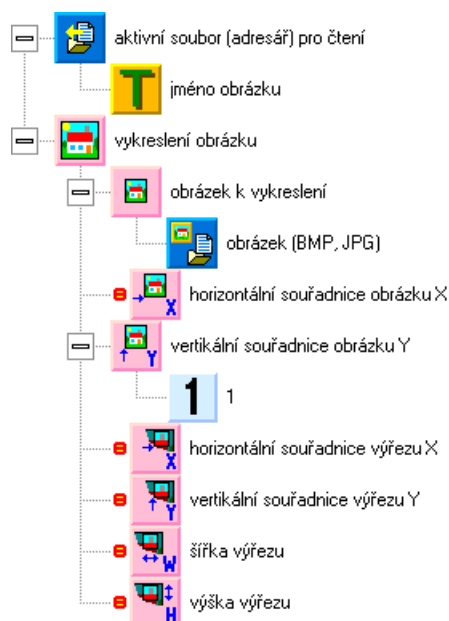 aktivní soubor (adresář) pro čtení
T jméno obrázku
vykreslení obrázku
obrázek k vykreslení
obrázek (BMP, JPG)
X horizontální souřadnice obrázku X
Y vertikální souřadnice obrázku Y
1 1
X horizontální souřadnice výřezu X
Y vertikální souřadnice výřezu Y
W šířka výřezu
H výška výřezu